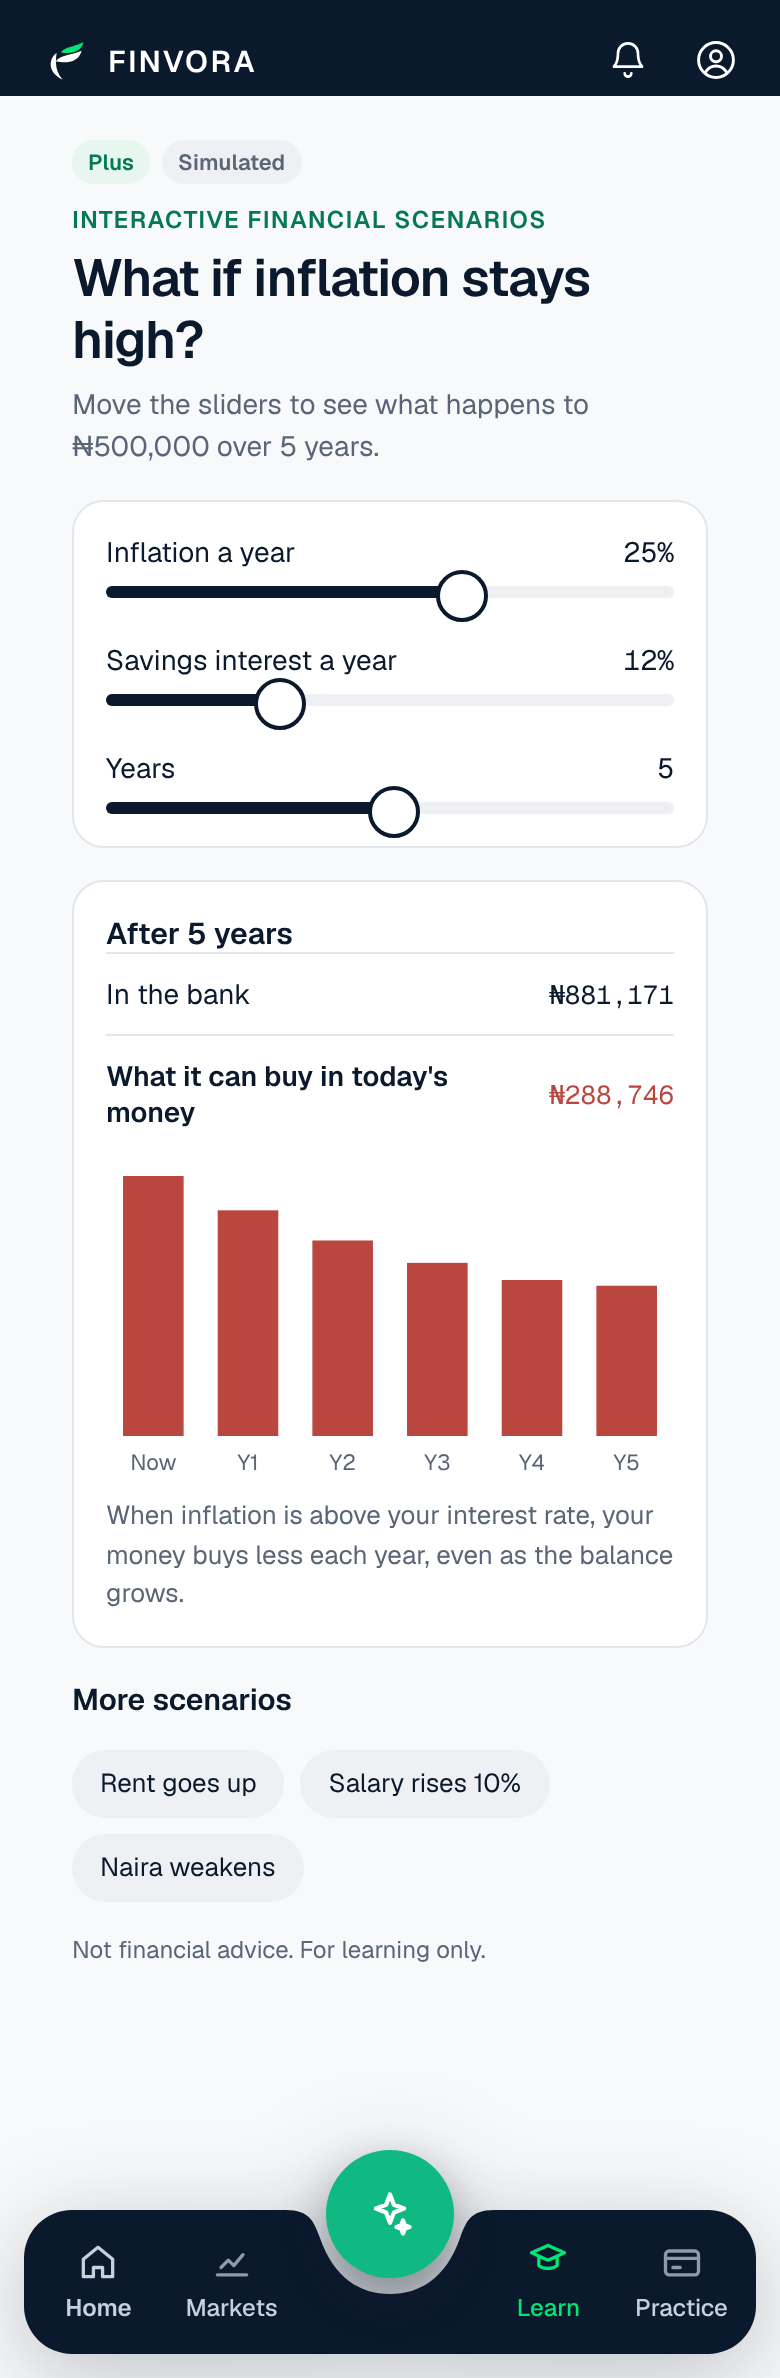 FINVORA
Plus
Simulated
INTERACTIVE FINANCIAL SCENARIOS
What if inflation stays
high?
Move the sliders to see what happens to
₦500,000 over 5 years.
Inflation a year
25%
Savings interest a year
12%
Years
5
After 5 years
In the bank
₦881,171
What it can buy in today's
money
₦288,746
Now
Y1
Y2
Y3
Y4
Y5
When inflation is above your interest rate, your
money buys less each year, even as the balance
grows.
More scenarios
Rent goes up
Salary rises 10%
Naira weakens
Not financial advice. For learning only.
Home
Markets
Learn
Practice